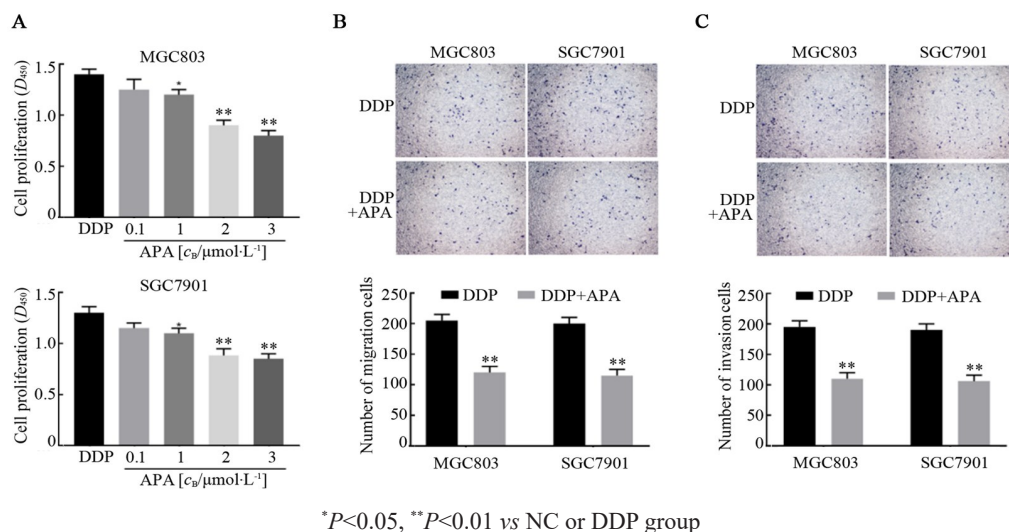 A
MGC803
Cell proliferation (D₄₅₀)
1.5
1.0
0.5
0
* ** **
DDP 0.1 1 2 3
APA [c_B/μmol·L⁻¹]
SGC7901
Cell proliferation (D₄₅₀)
1.5
1.0
0.5
0
* ** **
DDP 0.1 1 2 3
APA [c_B/μmol·L⁻¹]
B
MGC803 SGC7901
DDP
DDP
+APA
DDP DDP+APA
Number of migration cells
250
200
150
100
50
0
** **
MGC803 SGC7901
C
MGC803 SGC7901
DDP
DDP
+APA
DDP DDP+APA
Number of invasion cells
250
200
150
100
50
0
** **
MGC803 SGC7901
*P<0.05, **P<0.01 vs NC or DDP group